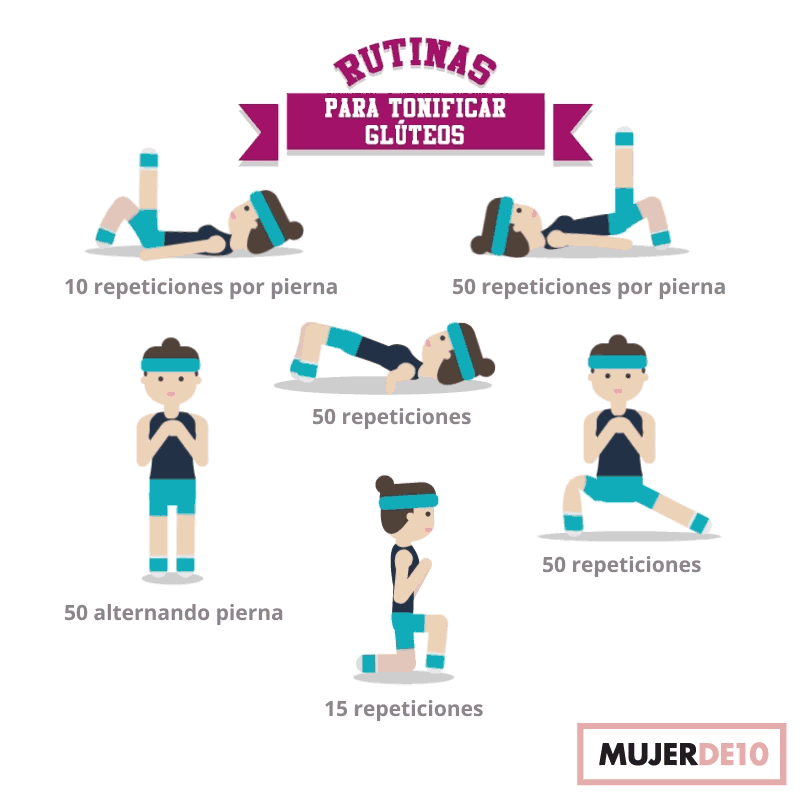 RUTINAS
PARA TONIFICAR
GLÚTEOS
10 repeticiones por pierna
50 repeticiones por pierna
50 repeticiones
50 repeticiones
50 alternando pierna
15 repeticiones
MUJERDE10